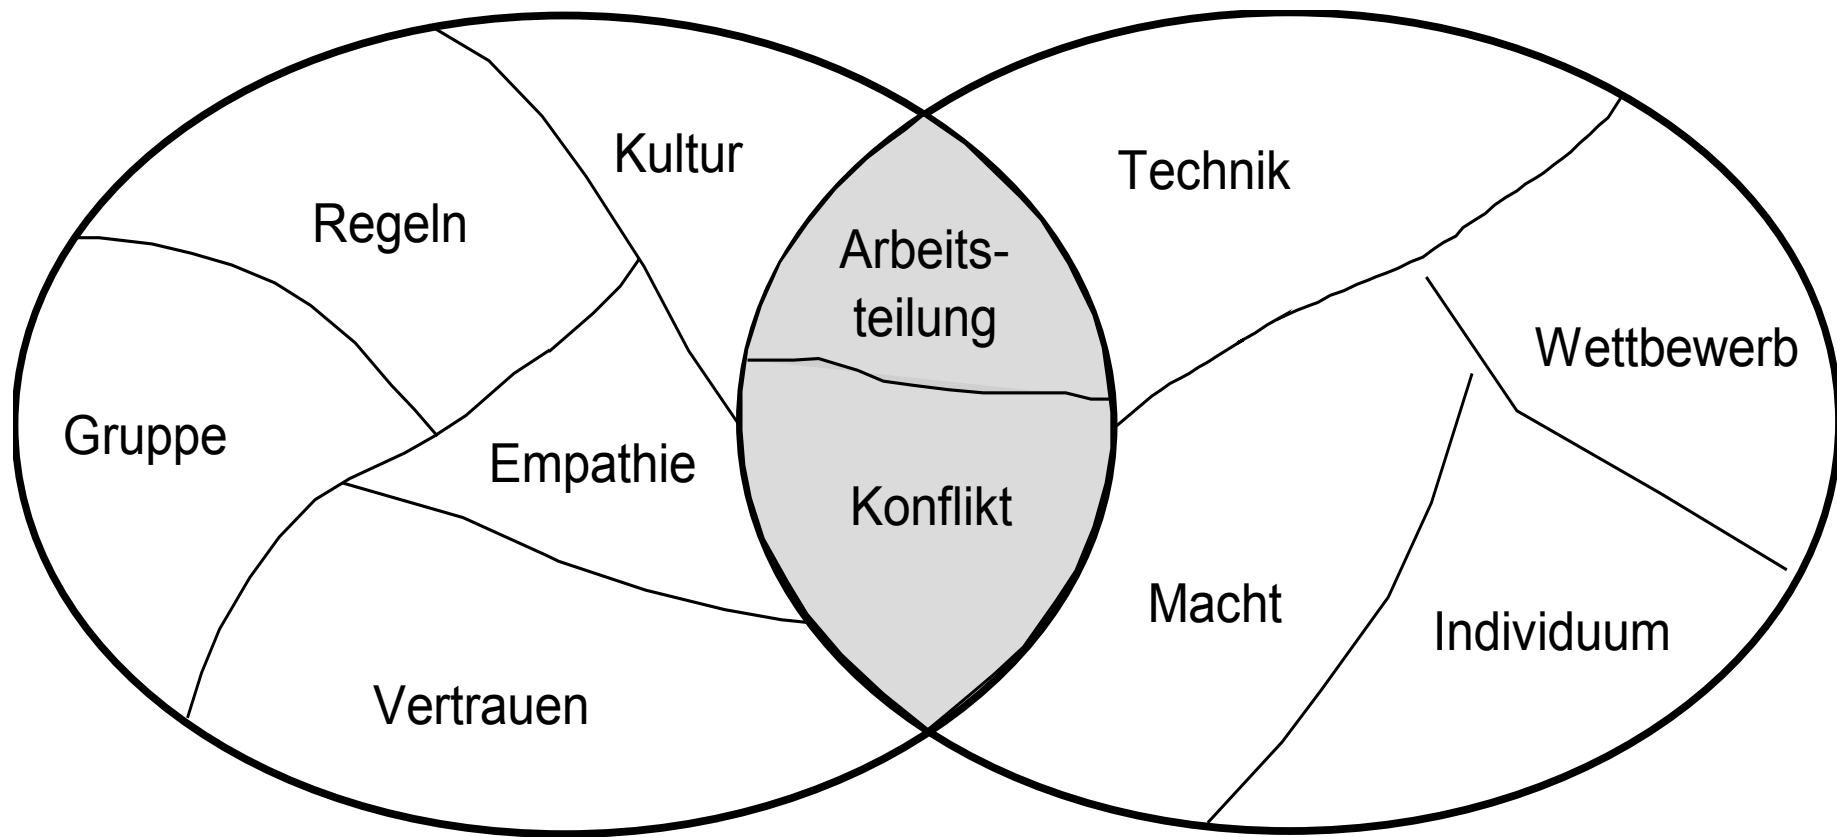 Kultur
Technik
Regeln
Arbeits-
teilung
Wettbewerb
Gruppe
Empathie
Konflikt
Macht
Individuum
Vertrauen